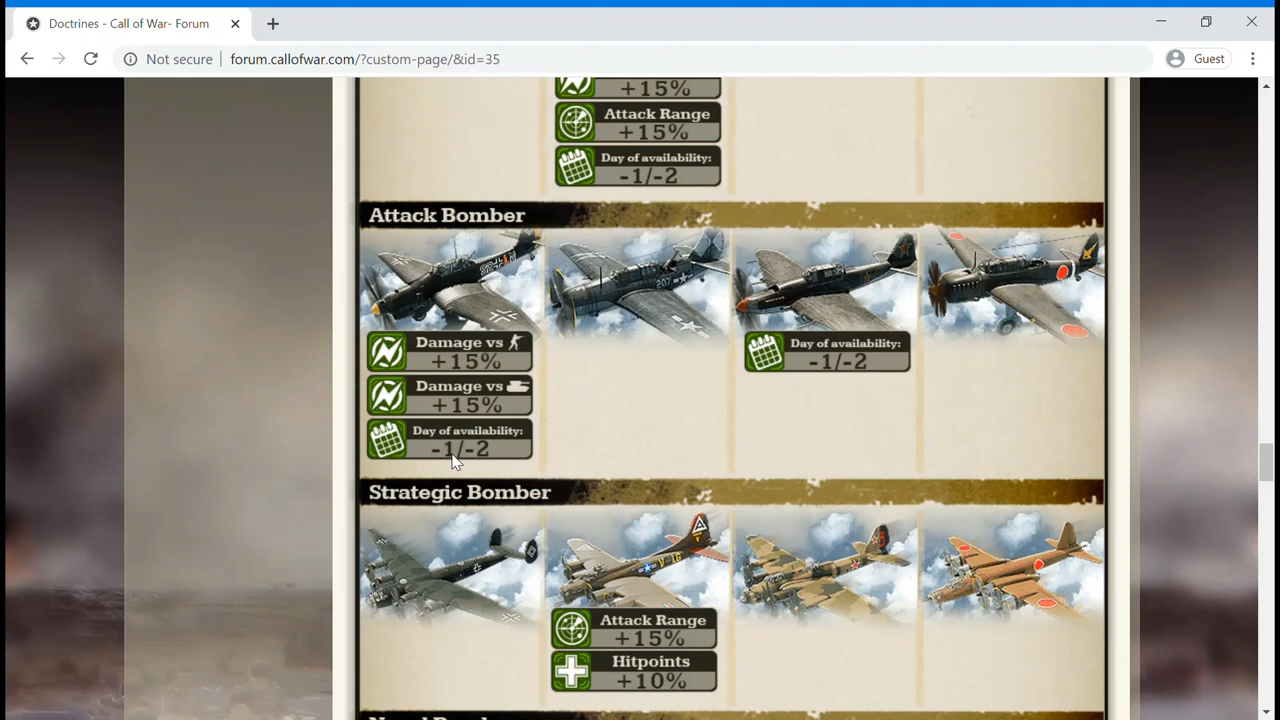 Doctrines - Call of War- Forum
Not secure
forum.callofwar.com/?custom-page/&id=35
Guest
+15%
Attack Range
+15%
Day of availability:
-1/-2
Attack Bomber
207
Damage vs
+15%
Damage vs
+15%
Day of availability:
-1/-2
Day of availability:
-1/-2
Strategic Bomber
Attack Range
+15%
Hitpoints
+10%